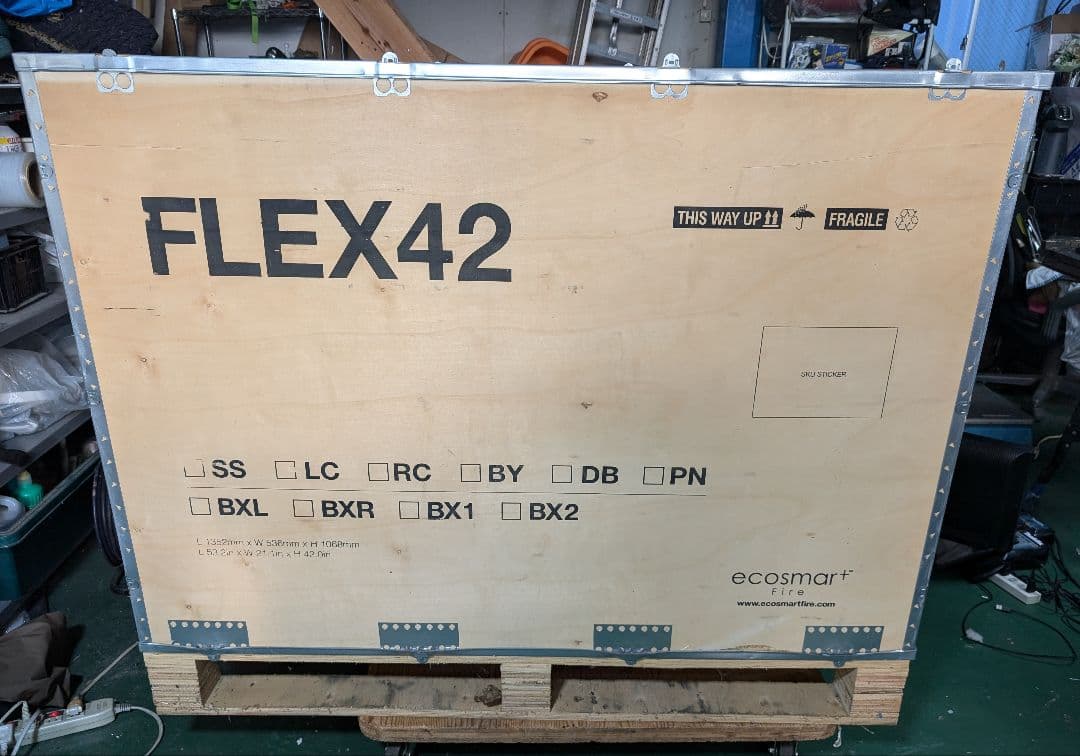 FLEX42
THIS WAY UP FRAGILE
SKU STICKER
SS LC RC BY DB PN
BXL BXR BX1 BX2
L 1352mm x W 536mm x H 1068mm
L 53.2in x W 21.1in x H 42.0in
ecosmart™
Fire
www.ecosmartfire.com